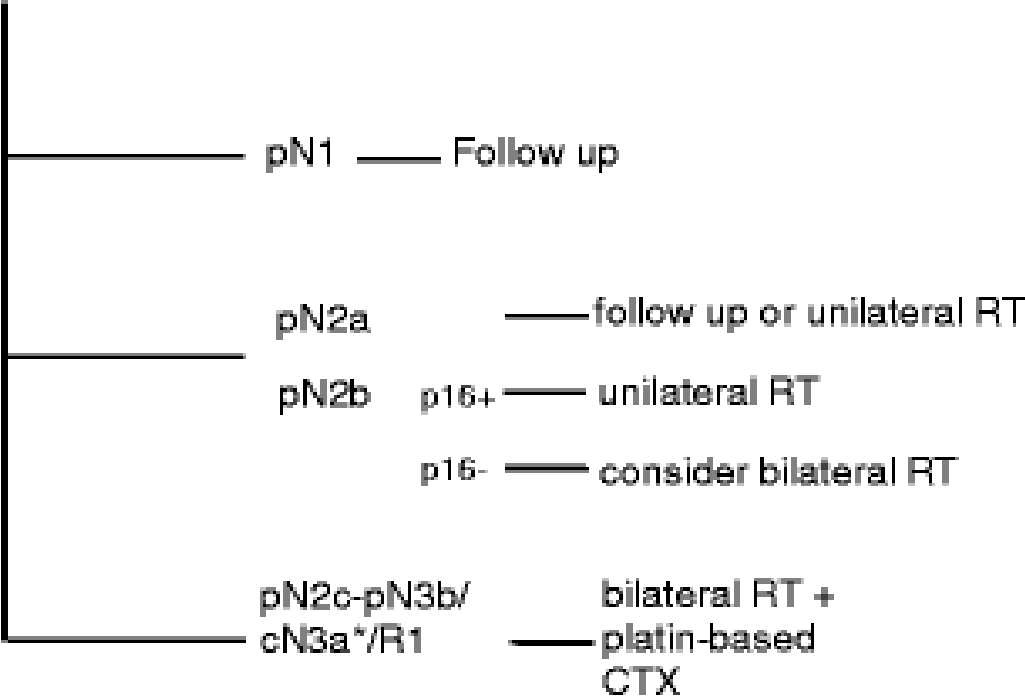 pN1 Follow up
pN2a follow up or unilateral RT
pN2b p16+ unilateral RT
p16- consider bilateral RT
pN2c-pN3b/ bilateral RT +
cN3a*/R1 platin-based
CTX